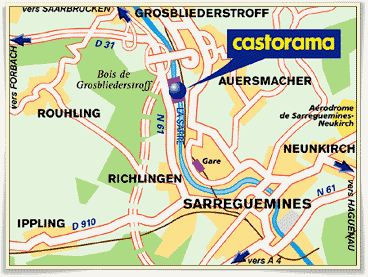 vers SAARBRUCKEN
GROSBLIEDERSTROFF
castorama
D 31
vers FORBACH
Bois de
Grosbliederstroff
AUERSMACHER
ROUHLING
N 61
LA SARRE
Aérodrome
de Sarreguemines-
Neukirch
NEUNKIRCH
Gare
RICHLINGEN
SARREGUEMINES
N 61
vers HAGUENAU
IPPLING
D 910
vers A 4